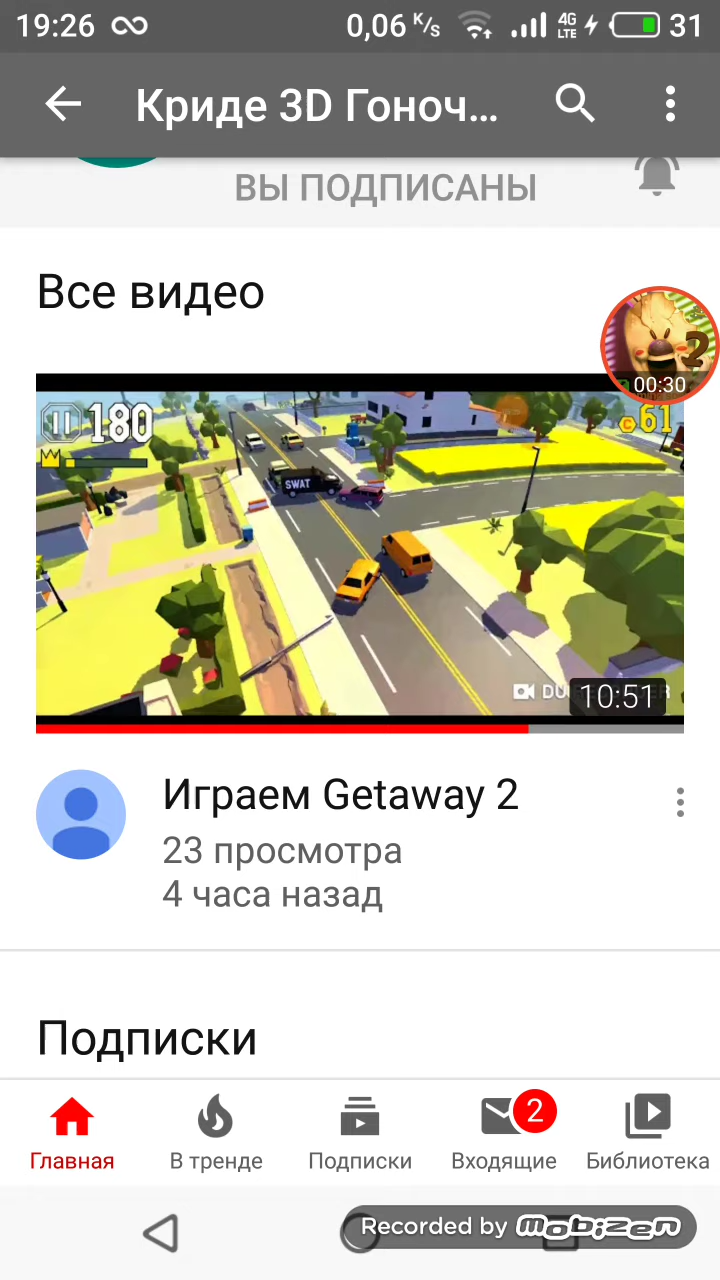 19:26 0,06 K/s 4G LTE 31
Криде 3D Гоноч...
ВЫ ПОДПИСАНЫ
Все видео
2
00:30
180
61
SWAT
10:51
Играем Getaway 2
23 просмотра
4 часа назад
Подписки
2
Главная В тренде Подписки Входящие Библиотека
Recorded by mobizen